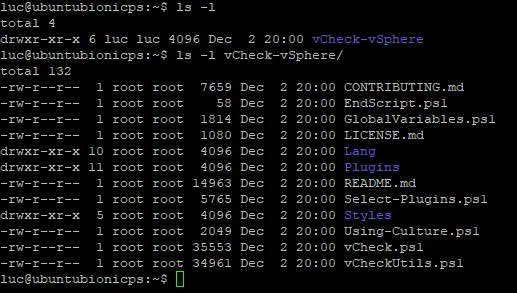 luc@ubuntubionicps:~$ ls -l
total 4
drwxr-xr-x 6 luc luc 4096 Dec  2 20:00 vCheck-vSphere
luc@ubuntubionicps:~$ ls -l vCheck-vSphere/
total 132
-rw-r--r--  1 root root  7659 Dec  2 20:00 CONTRIBUTING.md
-rw-r--r--  1 root root    58 Dec  2 20:00 EndScript.ps1
-rw-r--r--  1 root root  1814 Dec  2 20:00 GlobalVariables.ps1
-rw-r--r--  1 root root  1080 Dec  2 20:00 LICENSE.md
drwxr-xr-x 10 root root  4096 Dec  2 20:00 Lang
drwxr-xr-x 11 root root  4096 Dec  2 20:00 Plugins
-rw-r--r--  1 root root 14963 Dec  2 20:00 README.md
-rw-r--r--  1 root root  5765 Dec  2 20:00 Select-Plugins.ps1
drwxr-xr-x  5 root root  4096 Dec  2 20:00 Styles
-rw-r--r--  1 root root  2049 Dec  2 20:00 Using-Culture.ps1
-rw-r--r--  1 root root 35553 Dec  2 20:00 vCheck.ps1
-rw-r--r--  1 root root 34961 Dec  2 20:00 vCheckUtils.ps1
luc@ubuntubionicps:~$